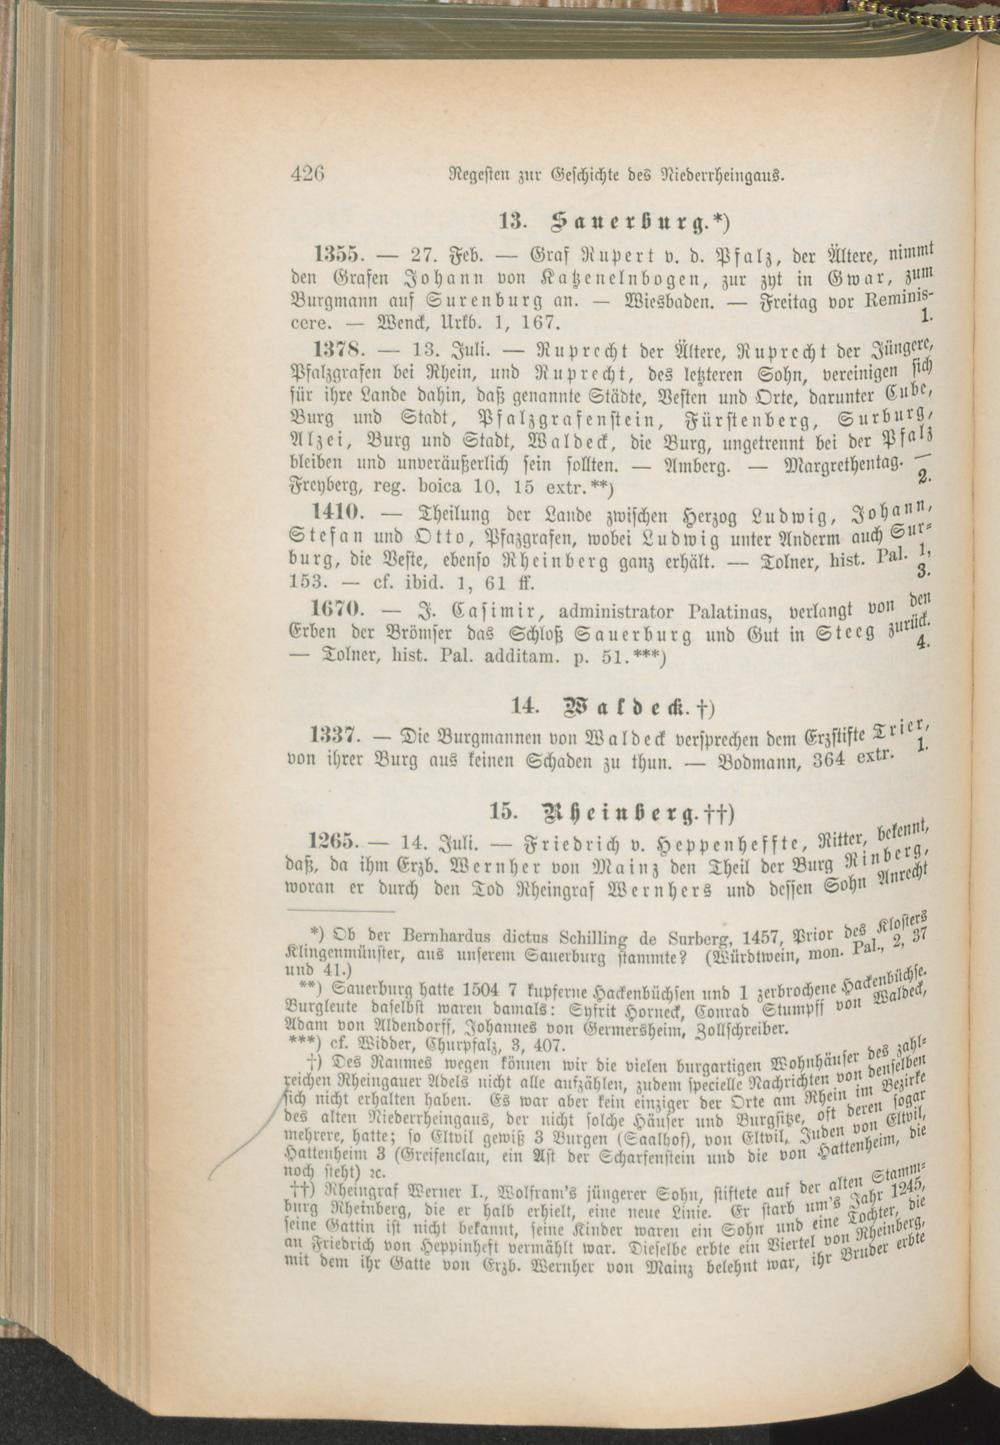 426 Regesten zur Geschichte des Niederrheingaus.
13. Sauerburg.*)
1355. — 27. Feb. — Graf Rupert v. d. Pfalz, der Ältere, nimmt
den Grafen Johann von Katzenelnbogen, zur zyt in Gwar, zum
Burgmann auf Surenburg an. — Wiesbaden. — Freitag vor Reminis-
cere. — Wenck, Urkb. 1, 167. 1.
1378. — 13. Juli. — Ruprecht der Ältere, Ruprecht der Jüngere,
Pfalzgrafen bei Rhein, und Ruprecht, des letzteren Sohn, vereinigen sich
für ihre Lande dahin, daß genannte Städte, Vesten und Orte, darunter Cube,
Burg und Stadt, Pfalzgrafenstein, Fürstenberg, Surburg,
Alzei, Burg und Stadt, Waldeck, die Burg, ungetrennt bei der Pfalz
bleiben und unveräußerlich sein sollten. — Amberg. — Margrethentag. —
Freyberg, reg. boica 10, 15 extr.**) 2.
1410. — Theilung der Lande zwischen Herzog Ludwig, Johann,
Stefan und Otto, Pfazgrafen, wobei Ludwig unter Anderm auch Sur-
burg, die Veste, ebenso Rheinberg ganz erhält. — Tolner, hist. Pal. 1,
153. — cf. ibid. 1, 61 ff. 3.
1670. — J. Casimir, administrator Palatinus, verlangt von den
Erben der Brömser das Schloß Sauerburg und Gut in Steeg zurück.
— Tolner, hist. Pal. additam. p. 51.***) 4.
14. Waldeck.†)
1337. — Die Burgmannen von Waldeck versprechen dem Erzstifte Trier,
von ihrer Burg aus keinen Schaden zu thun. — Bodmann, 364 extr. 1.
15. Rheinberg.††)
1265. — 14. Juli. — Friedrich v. Heppenheffte, Ritter, bekennt,
daß, da ihm Erzb. Wernher von Mainz den Theil der Burg Rinberg,
woran er durch den Tod Rheingraf Wernhers und dessen Sohn Anrecht
*) Ob der Bernhardus dictus Schilling de Surberg, 1457, Prior des Klosters
Klingenmünster, aus unserem Sauerburg stammte? (Würdtwein, mon. Pal., 2, 37
und 41.)
**) Sauerburg hatte 1504 7 kupferne Hackenbüchsen und 1 zerbrochene Hackenbüchse.
Burgleute daselbst waren damals: Syfrit Horneck, Conrad Stumpff von Waldeck,
Adam von Aldendorff, Johannes von Germersheim, Zollschreiber.
***) cf. Widder, Churpfalz, 3, 407.
†) Des Raumes wegen können wir die vielen burgartigen Wohnhäuser des zahl-
reichen Rheingauer Adels nicht alle aufzählen, zudem specielle Nachrichten von denselben
sich nicht erhalten haben. Es war aber kein einziger der Orte am Rhein im Bezirke
des alten Niederrheingaus, der nicht solche Häuser und Burgsitze, oft deren sogar
mehrere, hatte; so Eltvil gewiß 3 Burgen (Saalhof), von Eltvil, Juden von Eltvil,
Hattenheim 3 (Greifenclau, ein Ast der Scharfenstein und die von Hattenheim, die
noch steht) ꝛc.
††) Rheingraf Werner I., Wolfram's jüngerer Sohn, stiftete auf der alten Stamm-
burg Rheinberg, die er halb erhielt, eine neue Linie. Er starb um's Jahr 1245,
seine Gattin ist nicht bekannt, seine Kinder waren ein Sohn und eine Tochter, die
an Friedrich von Heppinheft vermählt war. Dieselbe erbte ein Viertel von Rheinberg,
mit dem ihr Gatte von Erzb. Wernher von Mainz belehnt war, ihr Bruder erbte